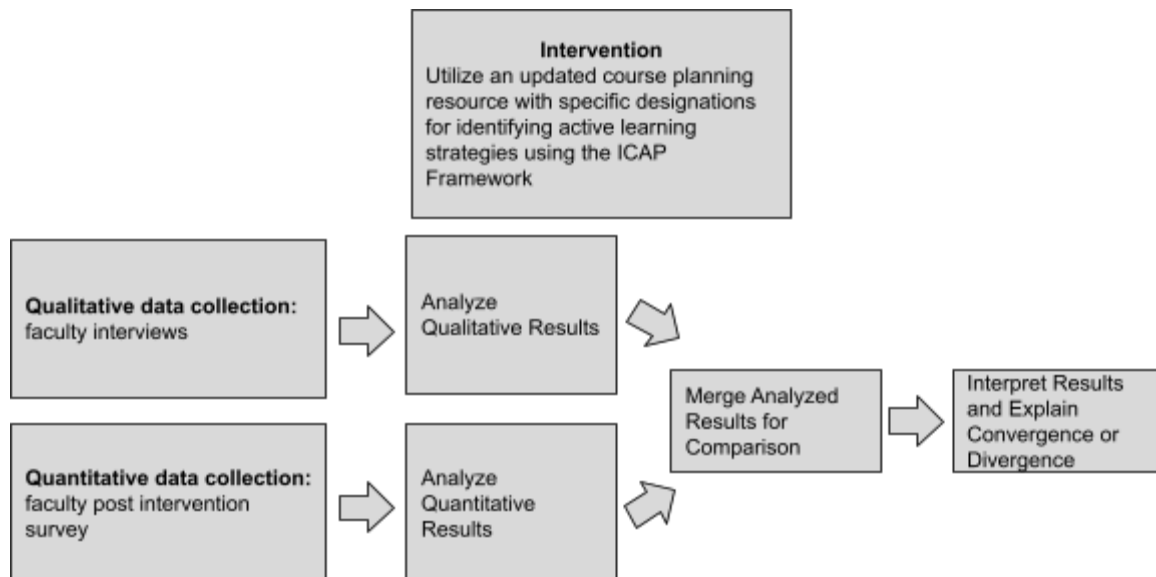 Intervention
Utilize an updated course planning
resource with specific designations
for identifying active learning
strategies using the ICAP
Framework
Qualitative data collection:
faculty interviews
Analyze
Qualitative Results
Quantitative data collection:
faculty post intervention
survey
Analyze
Quantitative
Results
Merge Analyzed
Results for
Comparison
Interpret Results
and Explain
Convergence or
Divergence